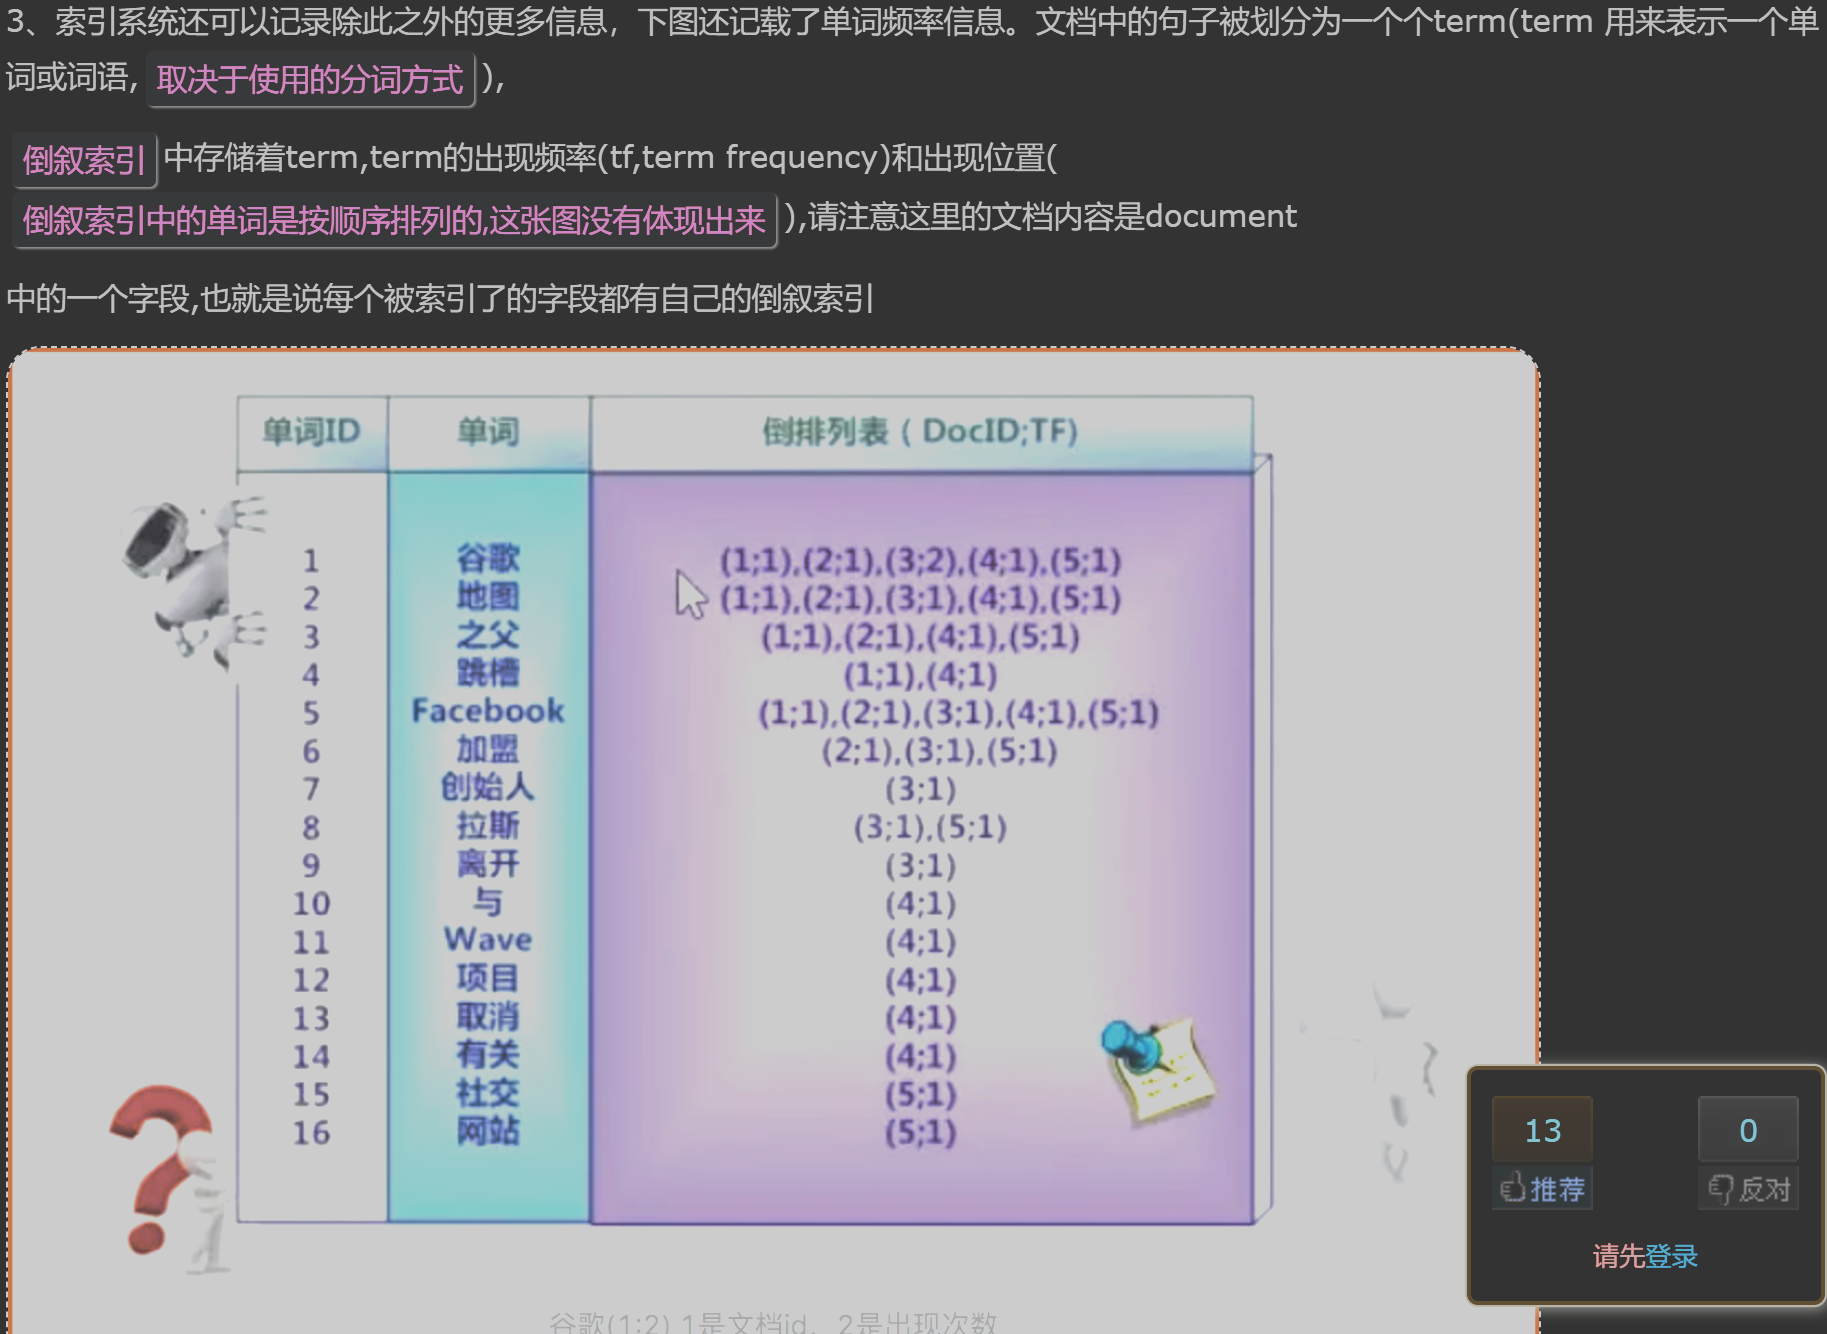 3、索引系统还可以记录除此之外的更多信息，下图还记载了单词频率信息。文档中的句子被划分为一个个term(term 用来表示一个单
词或词语, 取决于使用的分词方式 ),
倒叙索引 中存储着term,term的出现频率(tf,term frequency)和出现位置(
倒叙索引中的单词是按顺序排列的,这张图没有体现出来 ),请注意这里的文档内容是document
中的一个字段,也就是说每个被索引了的字段都有自己的倒叙索引
单词ID 单词 倒排列表 ( DocID;TF)
1 谷歌 (1;1),(2;1),(3;2),(4;1),(5;1)
2 地图 (1;1),(2;1),(3;1),(4;1),(5;1)
3 之父 (1;1),(2;1),(4;1),(5;1)
4 跳槽 (1;1),(4;1)
5 Facebook (1;1),(2;1),(3;1),(4;1),(5;1)
6 加盟 (2;1),(3;1),(5;1)
7 创始人 (3;1)
8 拉斯 (3;1),(5;1)
9 离开 (3;1)
10 与 (4;1)
11 Wave (4;1)
12 项目 (4;1)
13 取消 (4;1)
14 有关 (4;1)
15 社交 (5;1)
16 网站 (5;1)
谷歌(1:2) 1是文档id，2是出现次数
13 0
推荐 反对
请先登录